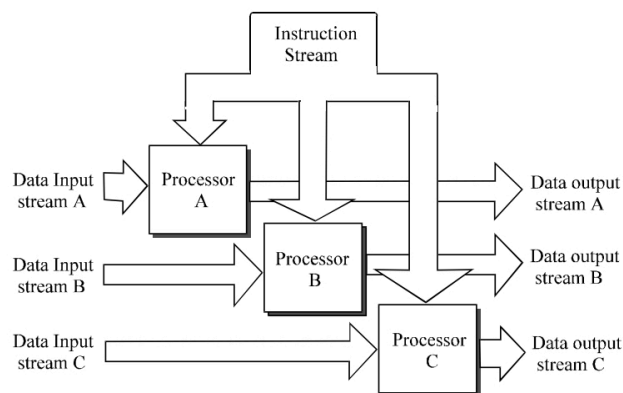 Instruction
Stream
Data Input
stream A
Processor
A
Data output
stream A
Data Input
stream B
Processor
B
Data output
stream B
Data Input
stream C
Processor
C
Data output
stream C